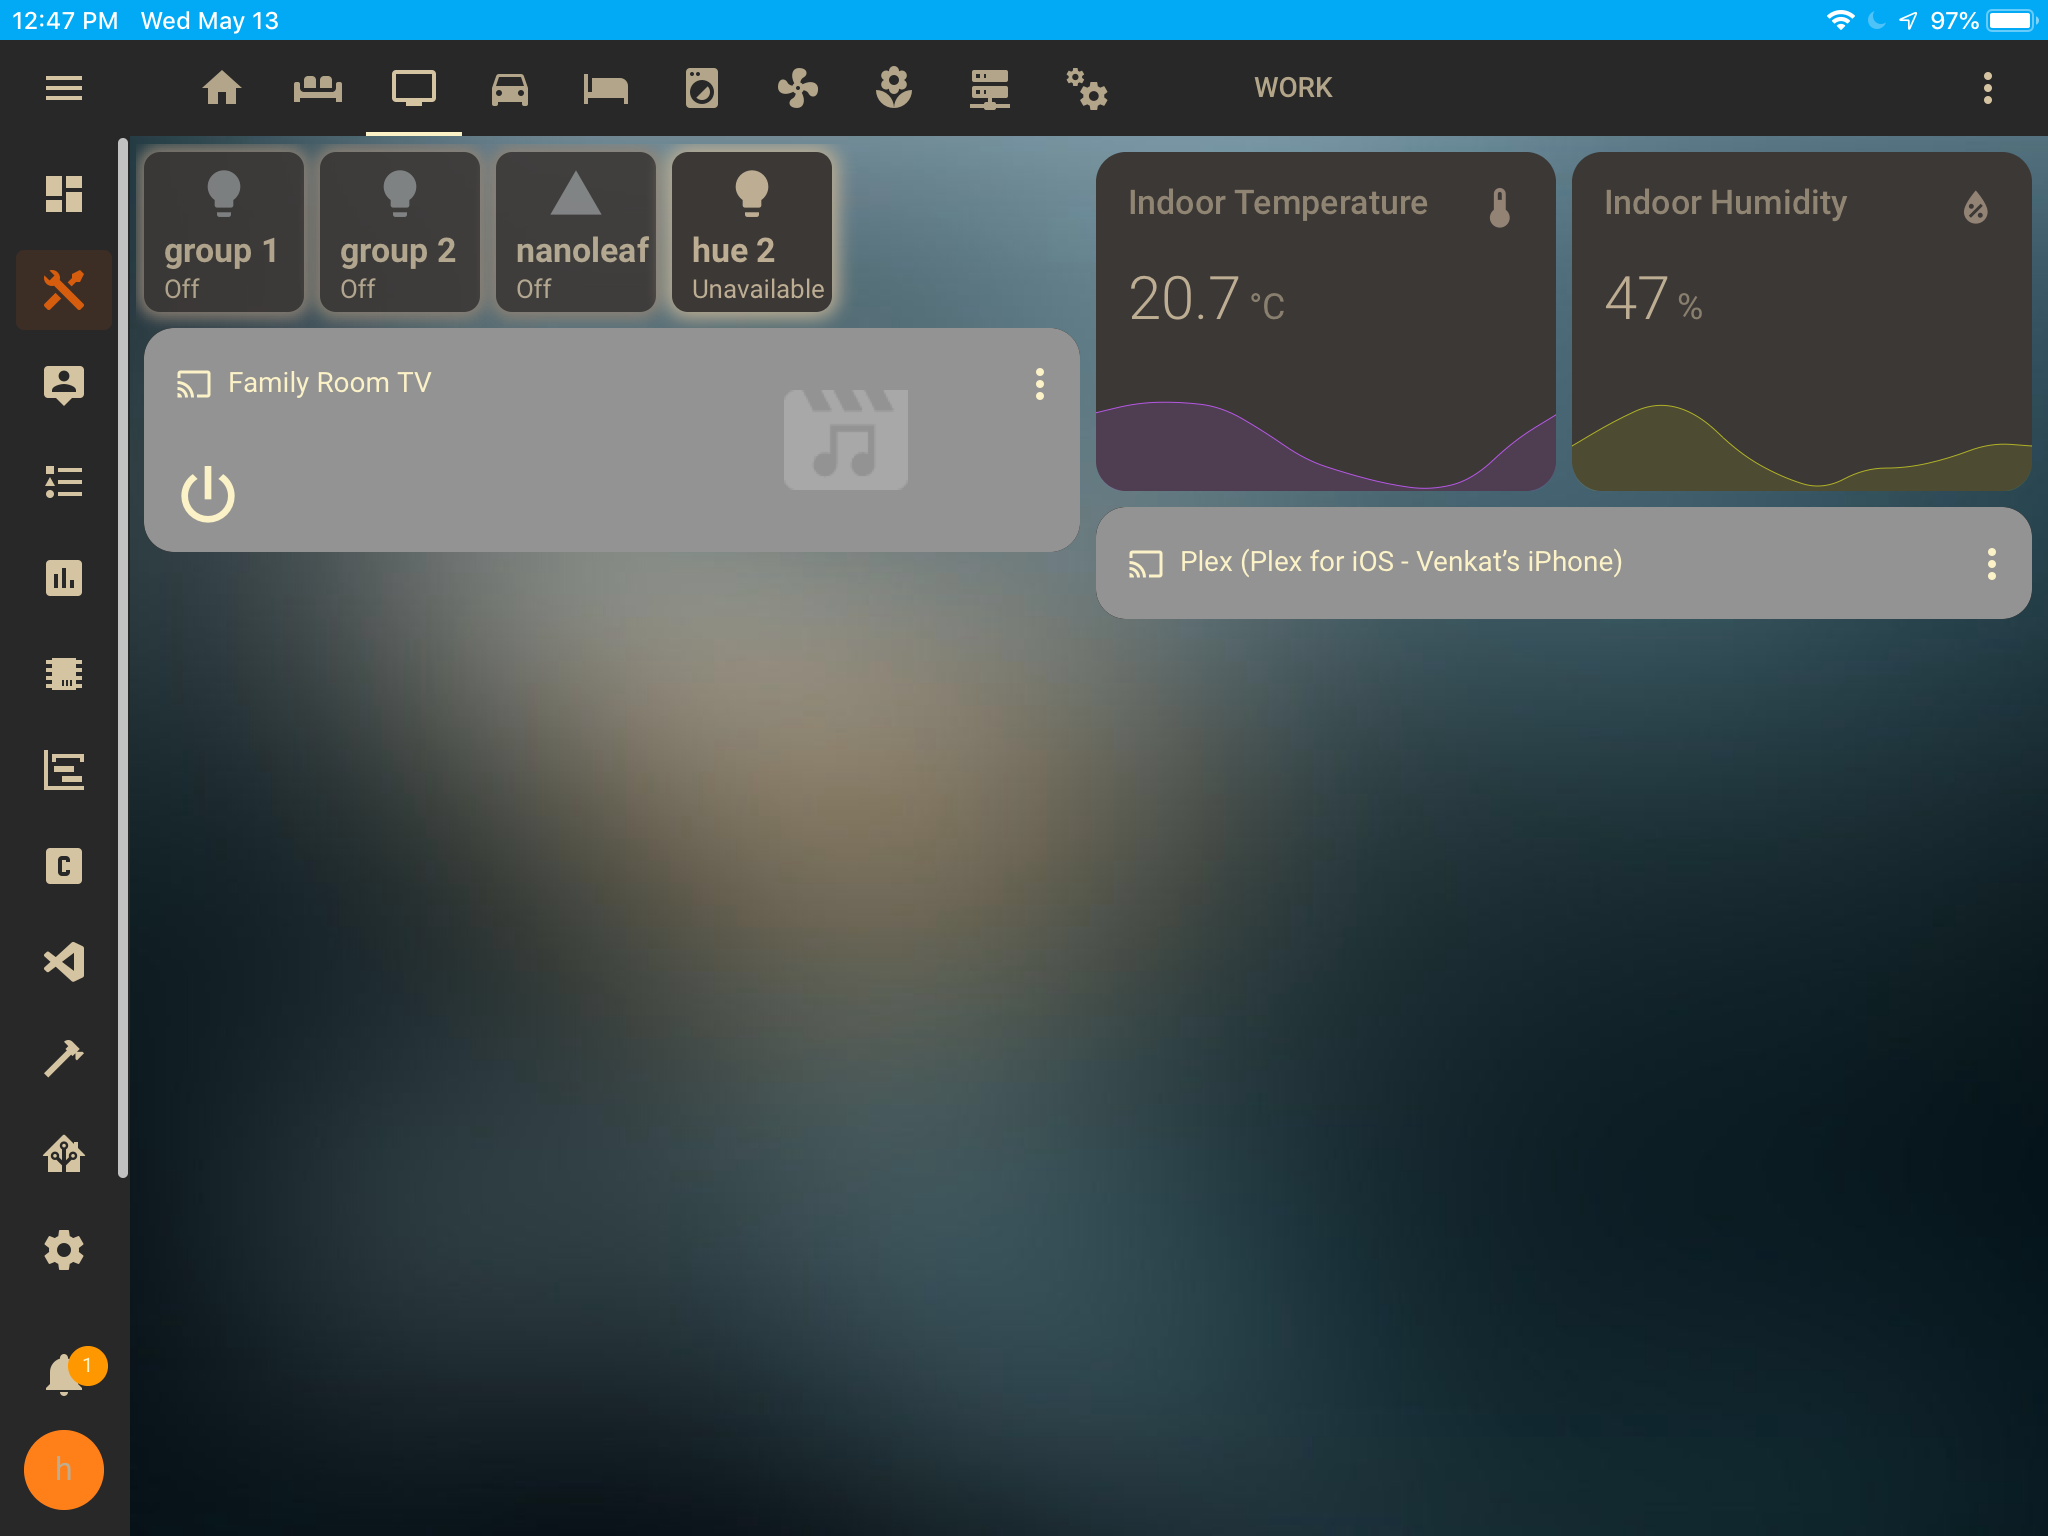 12:47 PM Wed May 13
97%
WORK
group 1
Off
group 2
Off
nanoleaf
Off
hue 2
Unavailable
Indoor Temperature
20.7 °C
Indoor Humidity
47 %
Family Room TV
Plex (Plex for iOS - Venkat’s iPhone)
C
1
h